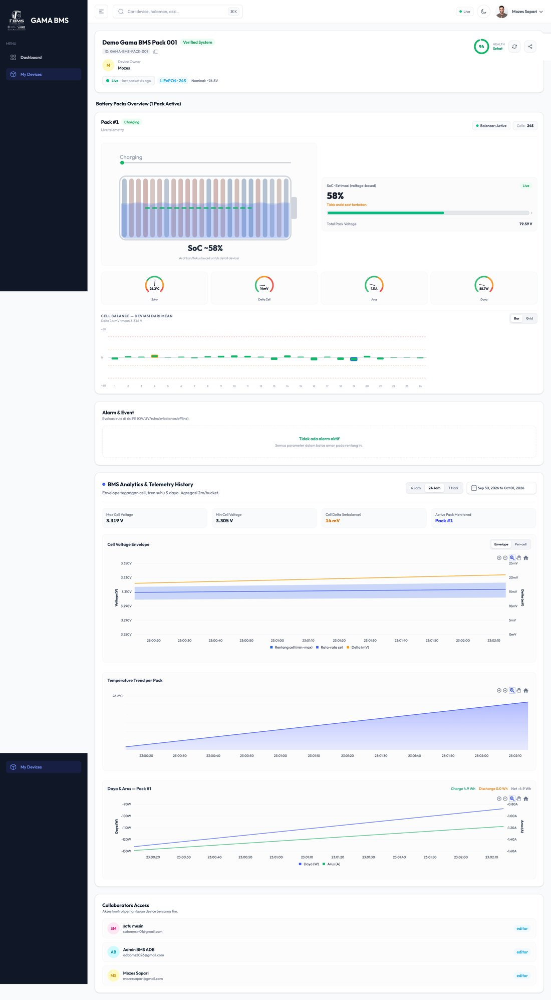 ΓBMS
GAMA BMS
Cari device, halaman, aksi...
⌘ K
Live
Mozes Sapari
MENU
Dashboard
My Devices
Demo Gama BMS Pack 001
Verified System
ID: GAMA-BMS-PACK-001
M
Device Owner
Mozes
Live · last packet 6s ago
LiFePO4 · 24S
Nominal: ~76.8V
94
HEALTH
Sehat
Battery Packs Overview (1 Pack Active)
Pack #1
Charging
Live telemetry
Balancer: Active
Cells: 24S
Charging
SoC ~58%
Arahkan/fokus ke cell untuk detail deviasi
SoC · Estimasi (voltage-based)
Live
58%
Tidak andal saat berbeban
Total Pack Voltage
79.59 V
26.2°C
Suhu
14mV
Delta Cell
1.11A
Arus
88.7W
Daya
CELL BALANCE — DEVIASI DARI MEAN
Delta 14 mV · mean 3.316 V
Bar
Grid
+60
0
-60
1 2 3 4 5 6 7 8 9 10 11 12 13 14 15 16 17 18 19 20 21 22 23 24
Alarm & Event
Evaluasi rule di sisi FE (OV/UV/suhu/imbalance/offline).
Tidak ada alarm aktif
Semua parameter dalam batas aman pada rentang ini.
BMS Analytics & Telemetry History
Envelope tegangan cell, tren suhu & daya. Agregasi 2m/bucket.
6 Jam
24 Jam
7 Hari
Sep 30, 2026 to Oct 01, 2026
Max Cell Voltage
3.319 V
Min Cell Voltage
3.305 V
Cell Delta (Imbalance)
14 mV
Active Pack Monitored
Pack #1
Cell Voltage Envelope
Envelope
Per-cell
3.350V
3.330V
3.310V
3.290V
3.270V
3.250V
Voltage (V)
25mV
20mV
15mV
10mV
5mV
0mV
Delta (mV)
23:00:20 23:00:30 23:00:40 23:00:50 23:01:00 23:01:10 23:01:20 23:01:30 23:01:40 23:01:50 23:02:00 23:02:10
Rentang cell (min–max) Rata-rata cell Delta (mV)
Temperature Trend per Pack
26.2°C
23:00:20 23:00:30 23:00:40 23:00:50 23:01:00 23:01:10 23:01:20 23:01:30 23:01:40 23:01:50 23:02:00 23:02:10
My Devices
Daya & Arus — Pack #1
Charge 4.9 Wh
Discharge 0.0 Wh
Net -4.9 Wh
-90W
-100W
-110W
-120W
-130W
Daya (W)
-0.80A
-1.00A
-1.20A
-1.40A
-1.60A
Arus (A)
23:00:20 23:00:30 23:00:40 23:00:50 23:01:00 23:01:10 23:01:20 23:01:30 23:01:40 23:01:50 23:02:00 23:02:10
Daya (W) Arus (A)
Collaborators Access
Akses kontrol pemantauan device bersama tim.
SM
satu mesin
satumesin01@gmail.com
editor
AB
Admin BMS ADB
adbbms2026@gmail.com
editor
MS
Mozes Sapari
mozessapari@gmail.com
editor